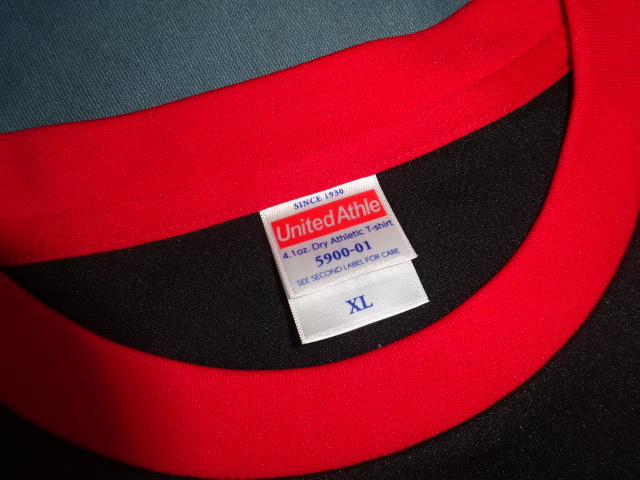 SINCE 1930
United Athle
4.1oz. Dry Athletic T-shirt
5900-01
SEE SECOND LABEL FOR CARE
XL